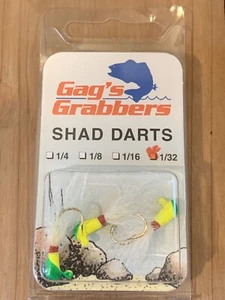 Gag's
Grabbers
SHAD DARTS
1/4 1/8 1/16 1/32